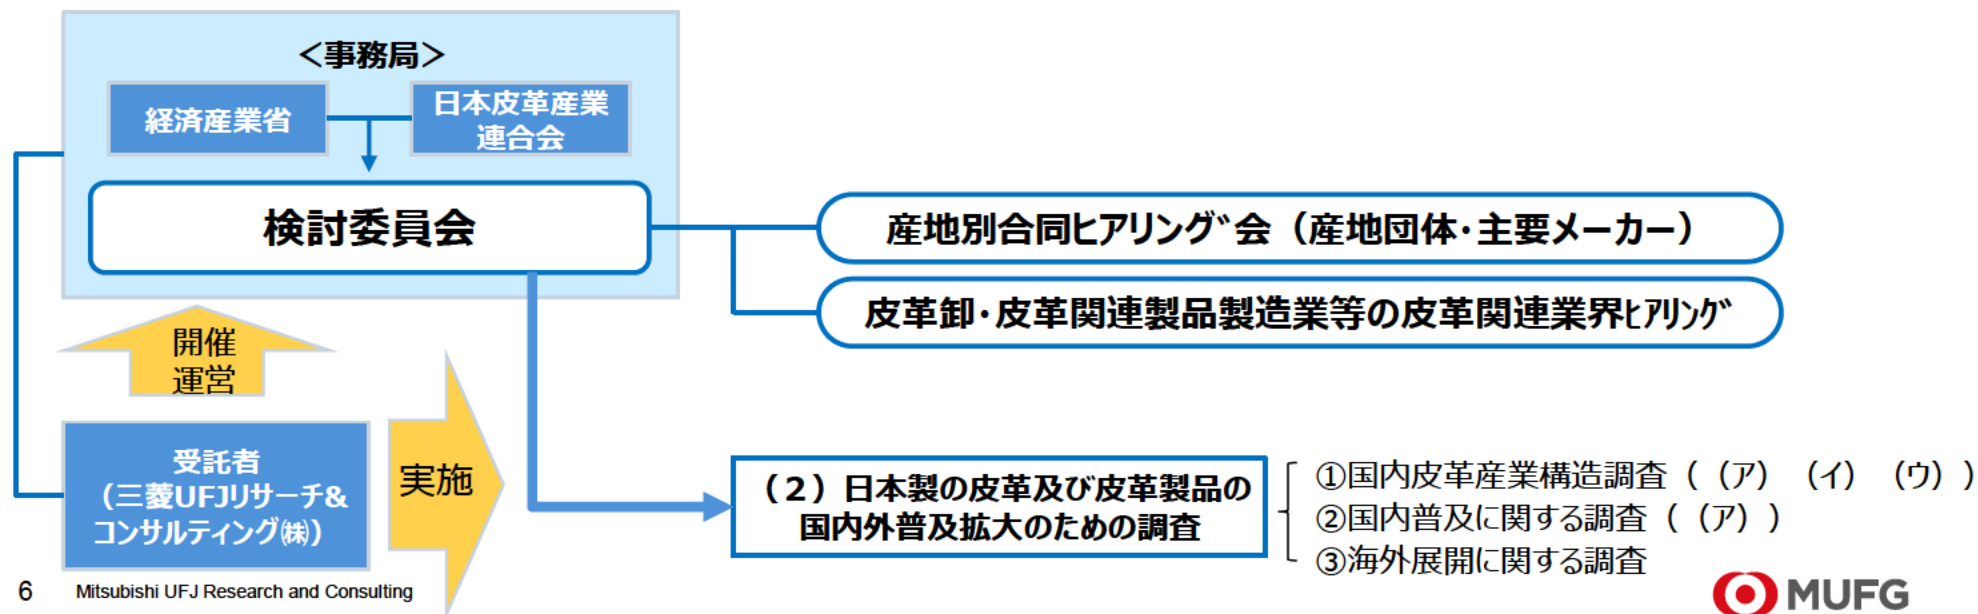 ＜事務局＞
経済産業省
日本皮革産業
連合会
検討委員会
産地別合同ヒアリング゛会（産地団体・主要メーカー）
皮革卸・皮革関連製品製造業等の皮革関連業界ﾋｱﾘﾝｸﾞ
開催
運営
受託者
（三菱UFJリサーチ&
コンサルティング㈱）
実施
（２）日本製の皮革及び皮革製品の
国内外普及拡大のための調査
①国内皮革産業構造調査（（ア）（イ）（ウ））
②国内普及に関する調査（（ア））
③海外展開に関する調査
6 Mitsubishi UFJ Research and Consulting
MUFG